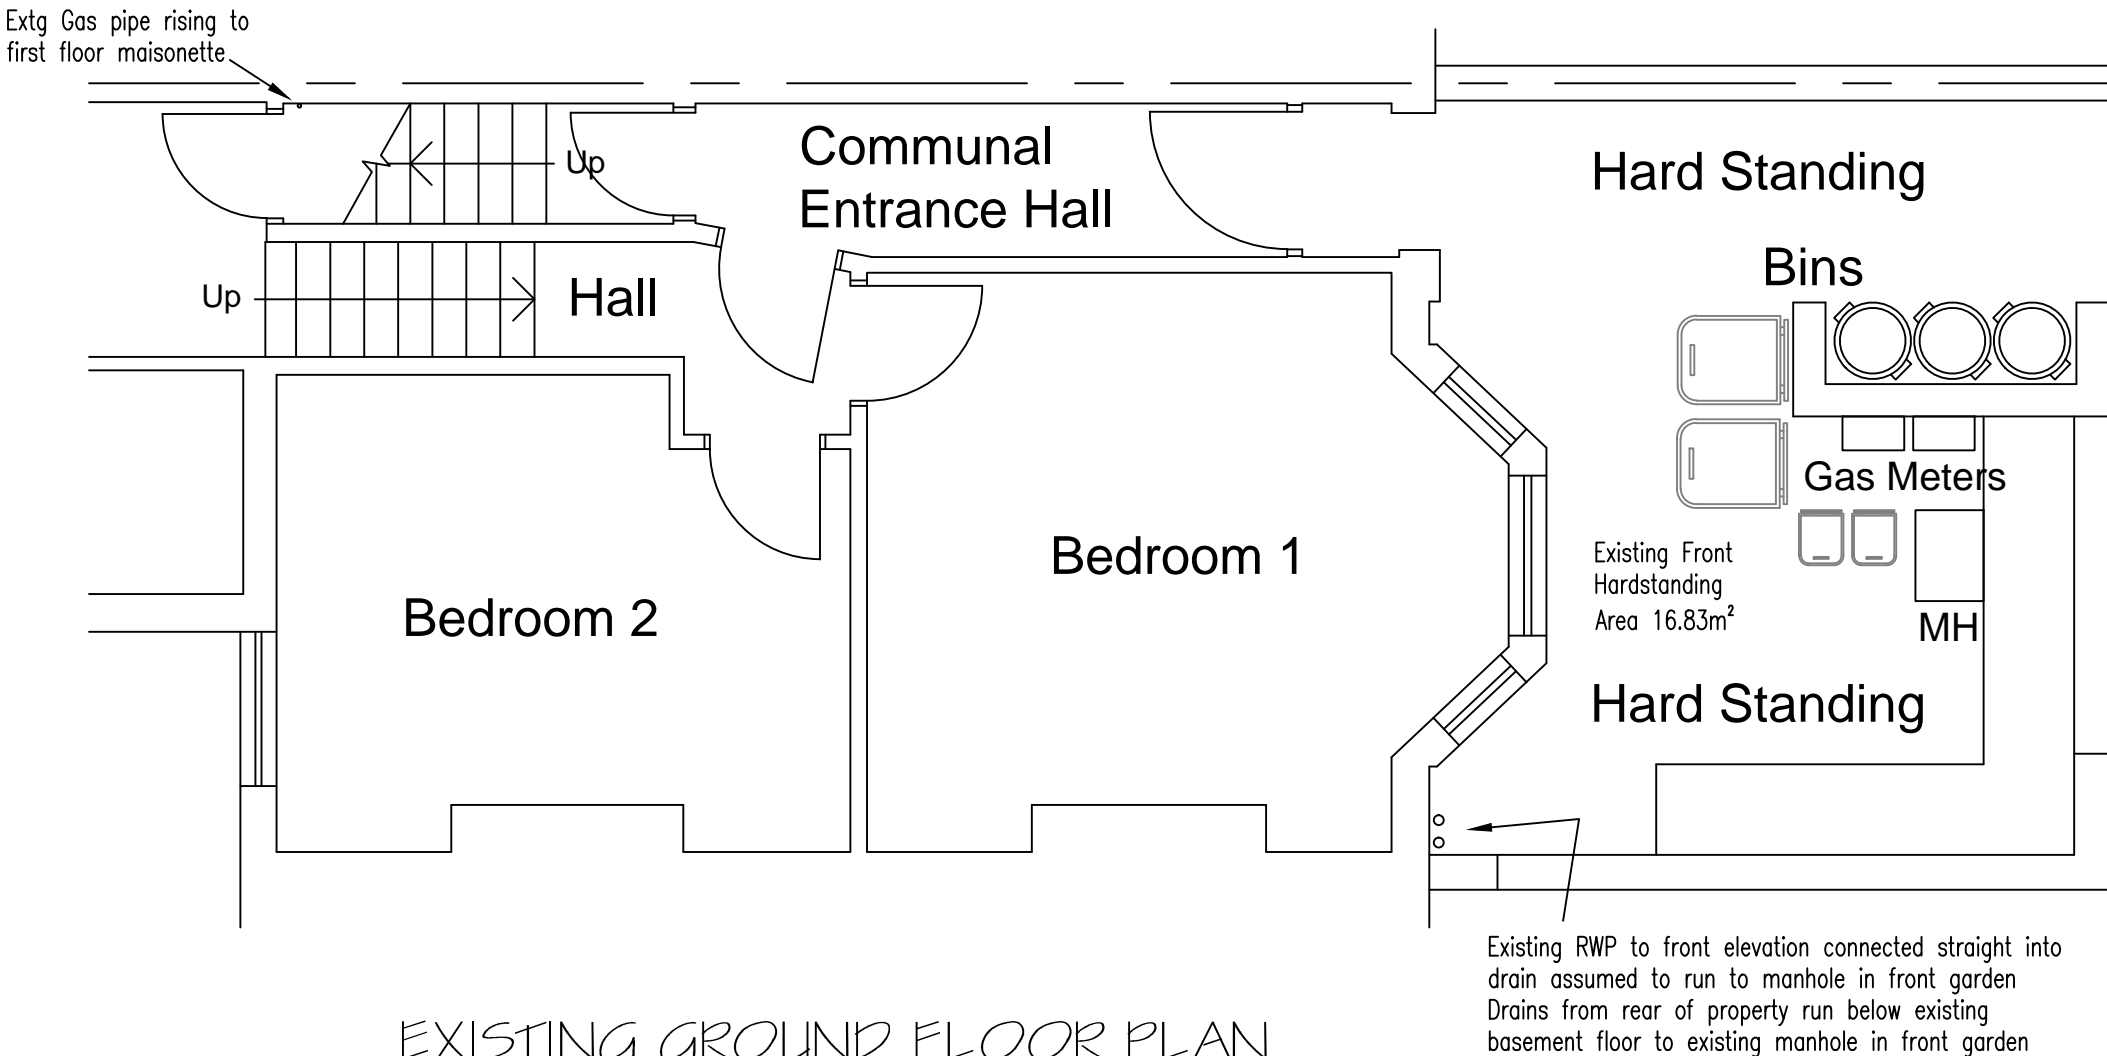 Extg Gas pipe rising to
first floor maisonette
Up
Communal
Entrance Hall
Hard Standing
Bins
Up
Hall
Gas Meters
Existing Front
Hardstanding
Area 16.83m²
MH
Bedroom 1
Bedroom 2
Hard Standing
Existing RWP to front elevation connected straight into
drain assumed to run to manhole in front garden
Drains from rear of property run below existing
basement floor to existing manhole in front garden
EXISTING GROUND FLOOR PLAN